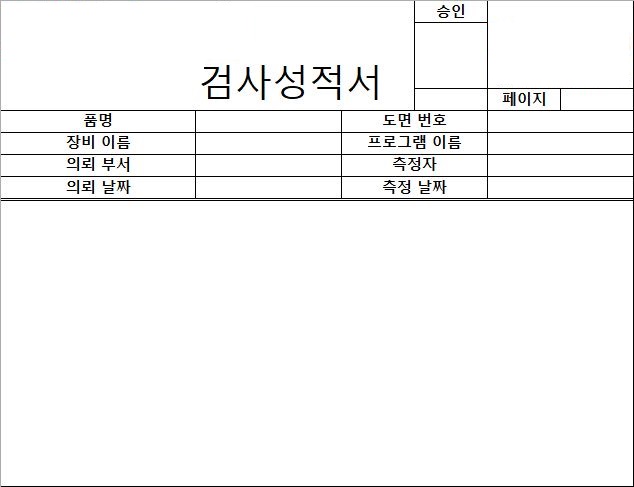 승인
검사성적서
페이지
품명 도면 번호
장비 이름 프로그램 이름
의뢰 부서 측정자
의뢰 날짜 측정 날짜